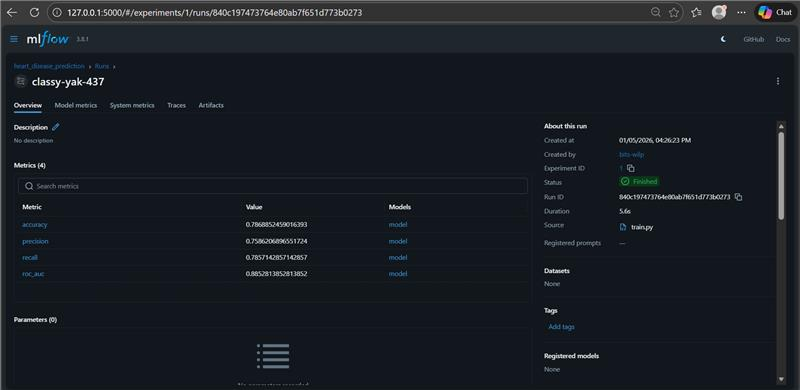 127.0.0.1:5000/#/experiments/1/runs/840c197473764e80ab7f651d773b0273
Chat
mlflow 3.8.1
GitHub
Docs
heart_disease_prediction
Runs
classy-yak-437
Overview
Model metrics
System metrics
Traces
Artifacts
Description
No description
Metrics (4)
Search metrics
Metric Value Models
accuracy 0.7868852459016393 model
precision 0.7586206896551724 model
recall 0.7857142857142857 model
roc_auc 0.8852813852813852 model
Parameters (0)
About this run
Created at 01/05/2026, 04:26:23 PM
Created by bits-wilp
Experiment ID 1
Status Finished
Run ID 840c197473764e80ab7f651d773b0273
Duration 5.6s
Source train.py
Registered prompts —
Datasets
None
Tags
Add tags
Registered models
None